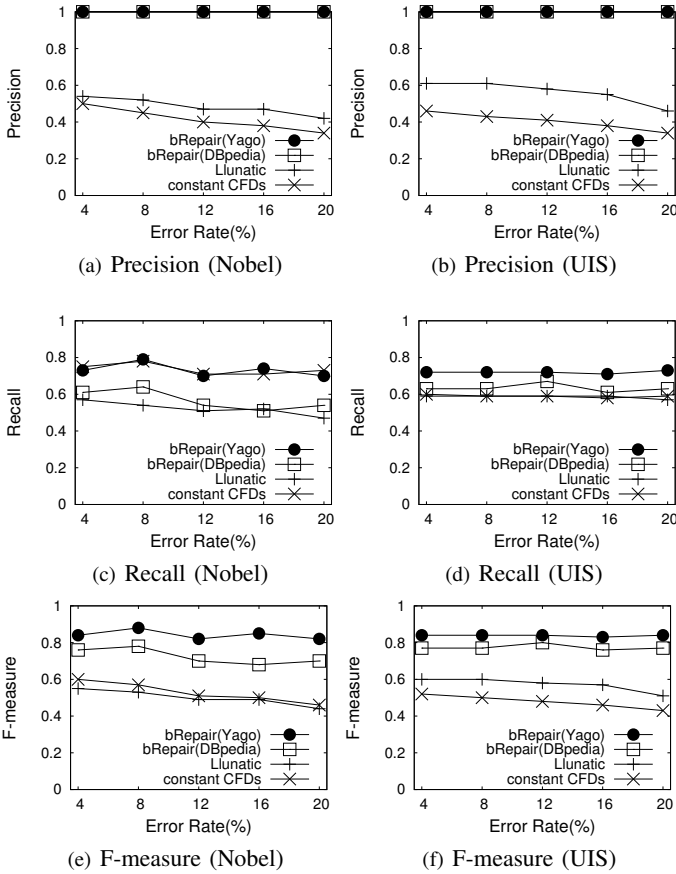 1
0.8
0.6
0.4
0.2
0
Precision
bRepair(Yago)
bRepair(DBpedia)
Llunatic
constant CFDs
4 8 12 16 20
Error Rate(%)
(a) Precision (Nobel)
1
0.8
0.6
0.4
0.2
0
Precision
bRepair(Yago)
bRepair(DBpedia)
Llunatic
constant CFDs
4 8 12 16 20
Error Rate(%)
(b) Precision (UIS)
1
0.8
0.6
0.4
0.2
0
Recall
bRepair(Yago)
bRepair(DBpedia)
Llunatic
constant CFDs
4 8 12 16 20
Error Rate(%)
(c) Recall (Nobel)
1
0.8
0.6
0.4
0.2
0
Recall
bRepair(Yago)
bRepair(DBpedia)
Llunatic
constant CFDs
4 8 12 16 20
Error Rate(%)
(d) Recall (UIS)
1
0.8
0.6
0.4
0.2
0
F-measure
bRepair(Yago)
bRepair(DBpedia)
Llunatic
constant CFDs
4 8 12 16 20
Error Rate(%)
(e) F-measure (Nobel)
1
0.8
0.6
0.4
0.2
0
F-measure
bRepair(Yago)
bRepair(DBpedia)
Llunatic
constant CFDs
4 8 12 16 20
Error Rate(%)
(f) F-measure (UIS)